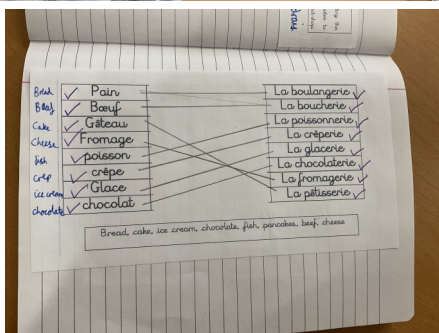 Bread
Pain
La boulangerie
Beef
Bœuf
La boucherie
Cake
Gâteau
La poissonnerie
Cheese
Fromage
La crêperie
fish
poisson
La glacerie
crêp
crêpe
La chocolaterie
ice cream
Glace
La fromagerie
chocolate
chocolat
La pâtisserie
Bread, cake, ice cream, chocolate, fish, pancakes, beef, cheese